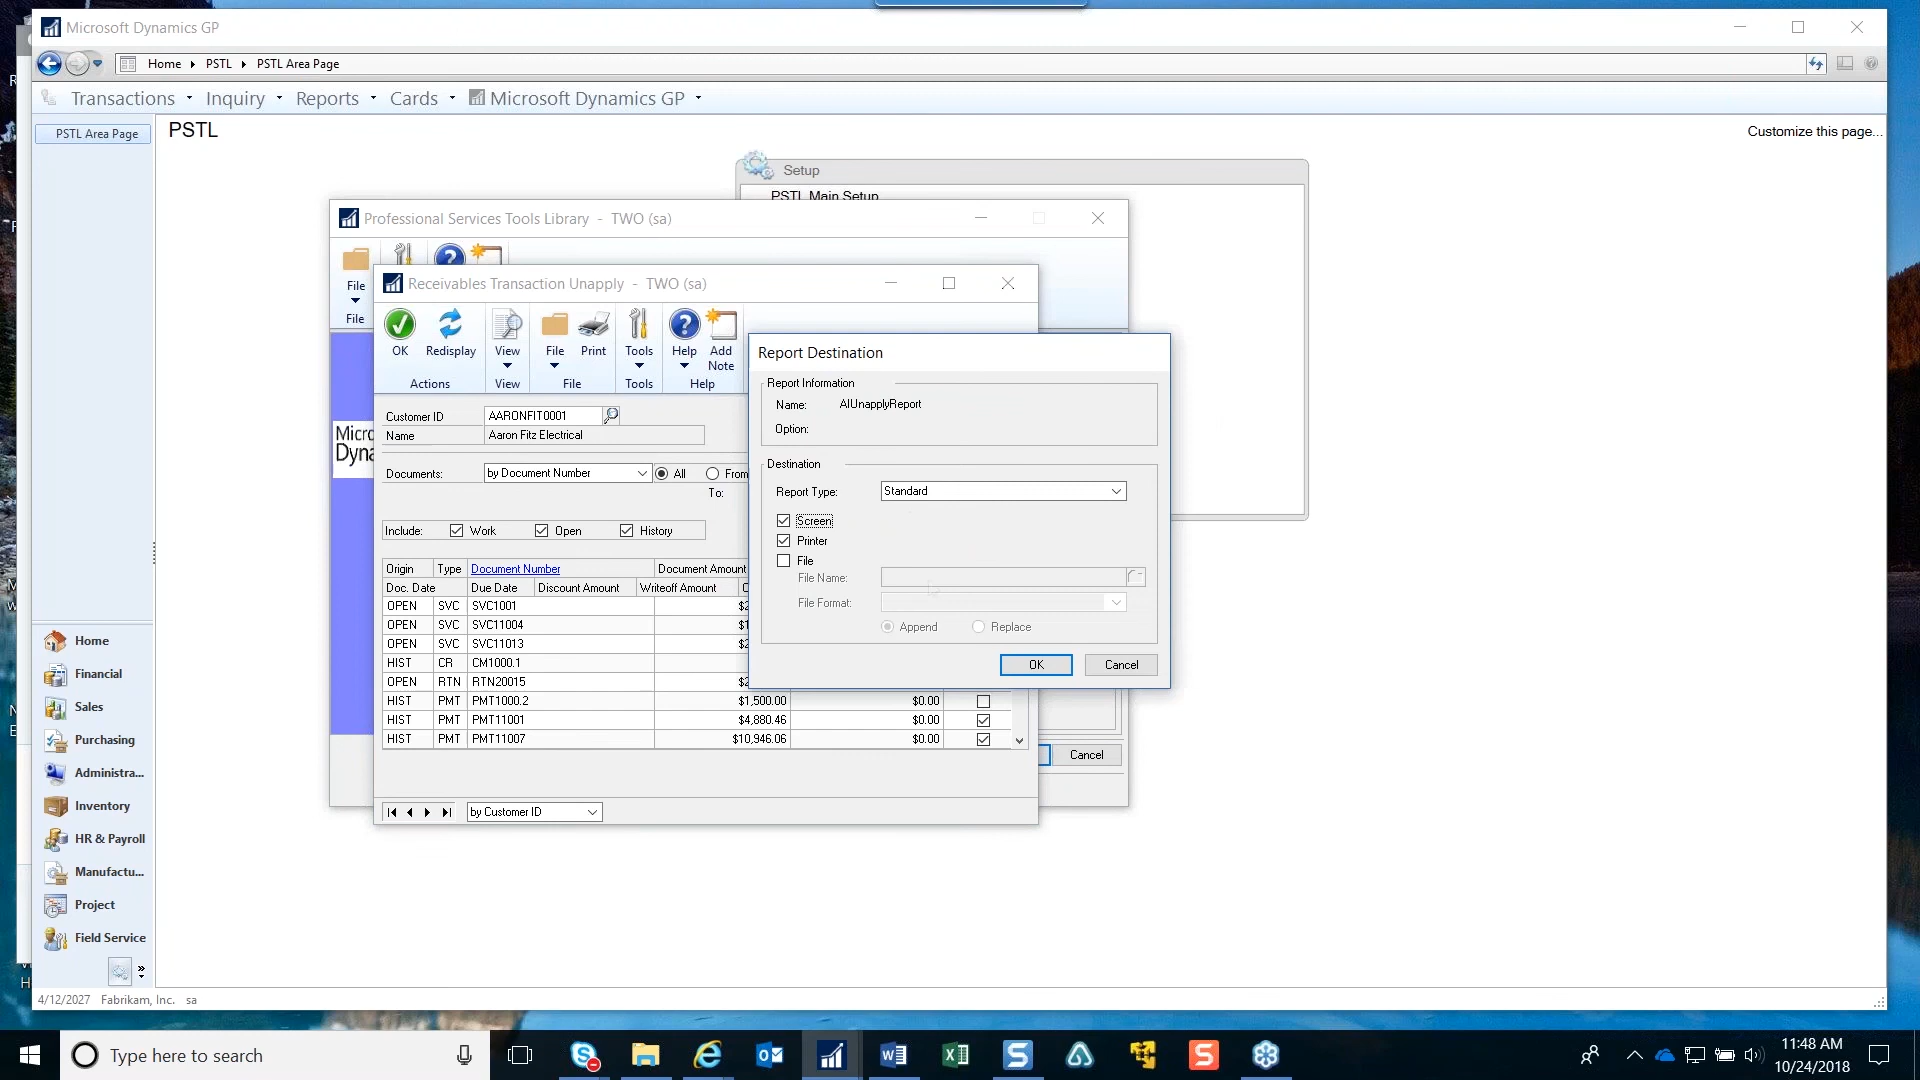 Microsoft Dynamics GP
Home PSTL PSTL Area Page
Transactions Inquiry Reports Cards Microsoft Dynamics GP
PSTL Area Page
PSTL
Customize this page...
Setup
PSTL Main Setup
Professional Services Tools Library - TWO (sa)
File
File
Receivables Transaction Unapply - TWO (sa)
OK Redisplay View File Print Tools Help Add Note
Actions View File Tools Help
Customer ID AARONFIT0001
Name Aaron Fitz Electrical
Documents: by Document Number All From
To:
Include: Work Open History
Origin Type Document Number Document Amount
Doc. Date Due Date Discount Amount Writeoff Amount
OPEN SVC SVC1001
OPEN SVC SVC11004
OPEN SVC SVC11013
HIST CR CM1000.1
OPEN RTN RTN20015
HIST PMT PMT1000.2 $1,500.00 $0.00
HIST PMT PMT11001 $4,880.46 $0.00
HIST PMT PMT11007 $10,946.06 $0.00
by Customer ID
Cancel
Report Destination
Report Information
Name: AIUnapplyReport
Option:
Destination
Report Type: Standard
Screen
Printer
File
File Name:
File Format:
Append Replace
OK Cancel
Home
Financial
Sales
Purchasing
Administra...
Inventory
HR & Payroll
Manufactu...
Project
Field Service
4/12/2027 Fabrikam, Inc. sa
Type here to search
11:48 AM
10/24/2018